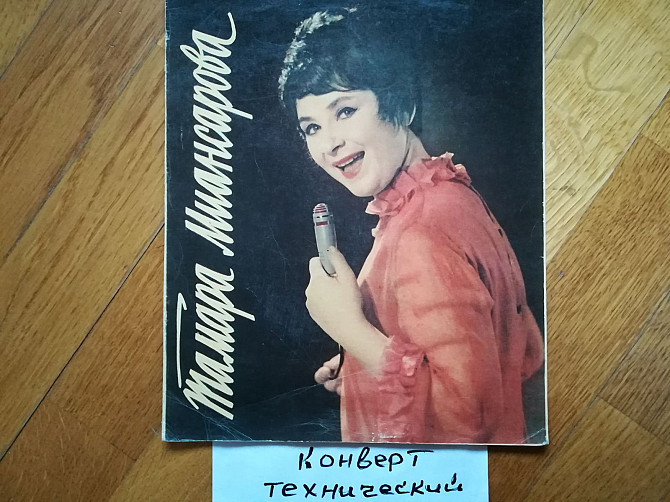 Тамара Миансарова
Конверт
технический